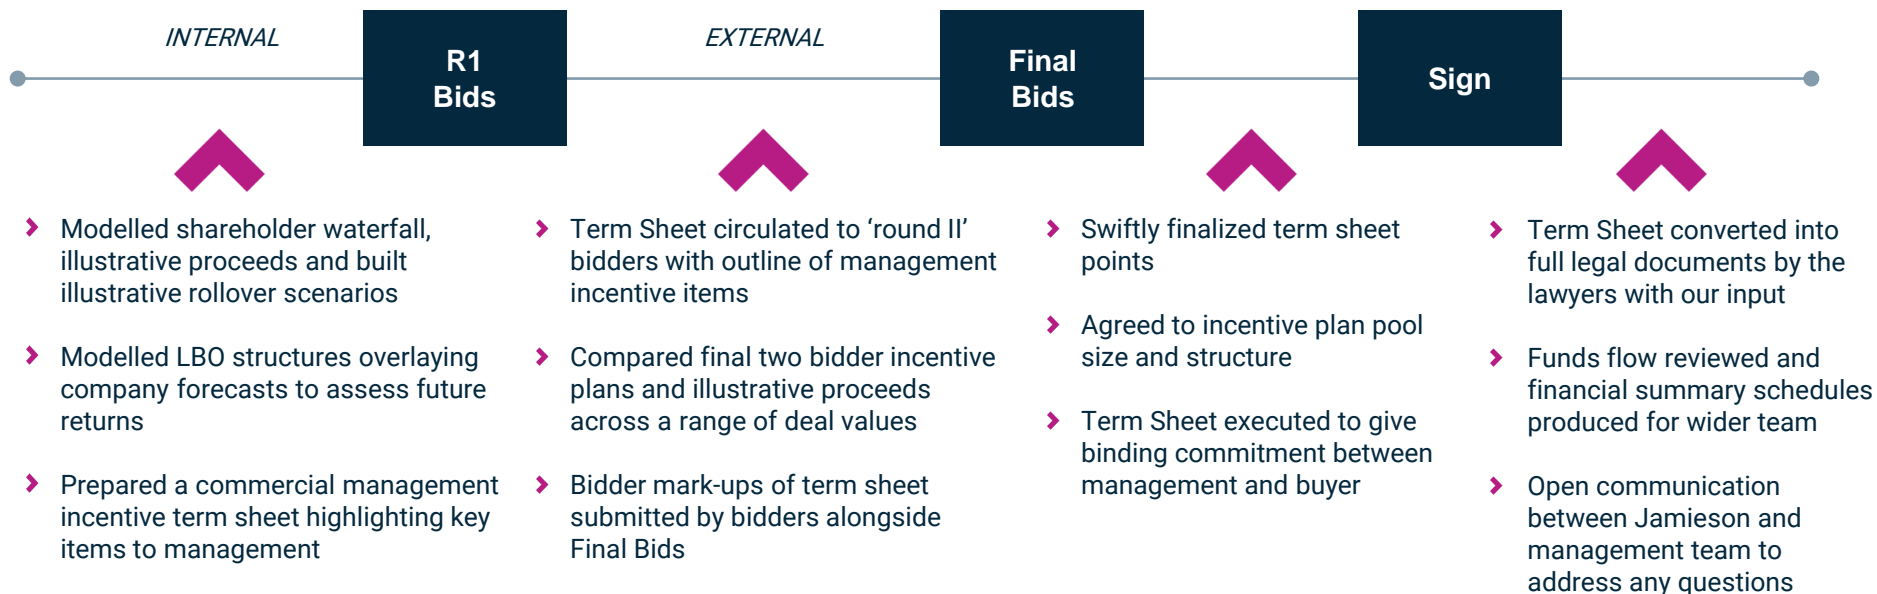 INTERNAL
R1
Bids
EXTERNAL
Final
Bids
Sign
Modelled shareholder waterfall,
illustrative proceeds and built
illustrative rollover scenarios
Modelled LBO structures overlaying
company forecasts to assess future
returns
Prepared a commercial management
incentive term sheet highlighting key
items to management
Term Sheet circulated to ‘round II’
bidders with outline of management
incentive items
Compared final two bidder incentive
plans and illustrative proceeds
across a range of deal values
Bidder mark-ups of term sheet
submitted by bidders alongside
Final Bids
Swiftly finalized term sheet
points
Agreed to incentive plan pool
size and structure
Term Sheet executed to give
binding commitment between
management and buyer
Term Sheet converted into
full legal documents by the
lawyers with our input
Funds flow reviewed and
financial summary schedules
produced for wider team
Open communication
between Jamieson and
management team to
address any questions